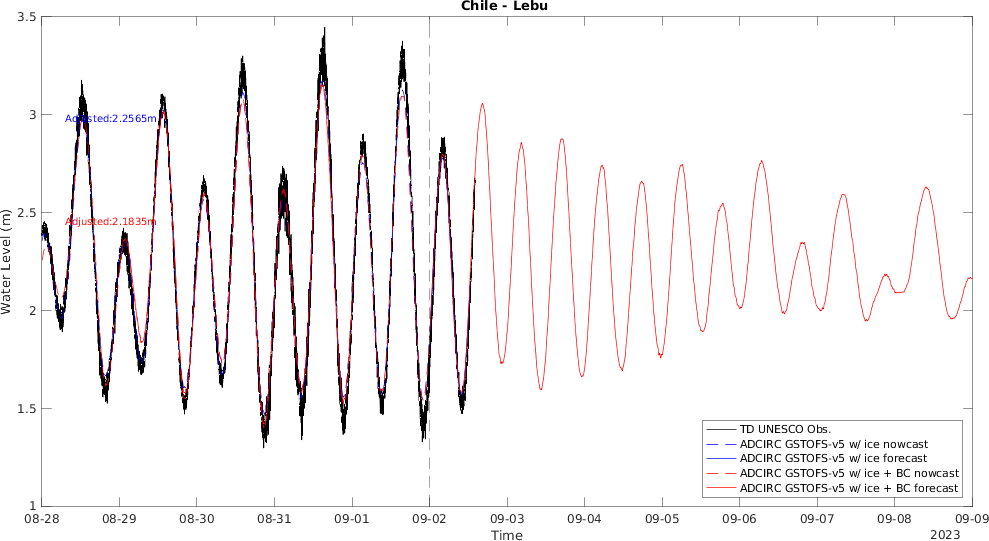 Chile - Lebu
3.5
3
2.5
2
1.5
1
Water Level (m)
Adjusted:2.2565m
Adjusted:2.1835m
TD UNESCO Obs.
ADCIRC GSTOFS-v5 w/ ice nowcast
ADCIRC GSTOFS-v5 w/ ice forecast
ADCIRC GSTOFS-v5 w/ ice + BC nowcast
ADCIRC GSTOFS-v5 w/ ice + BC forecast
08-28 08-29 08-30 08-31 09-01 09-02 09-03 09-04 09-05 09-06 09-07 09-08 09-09
Time
2023